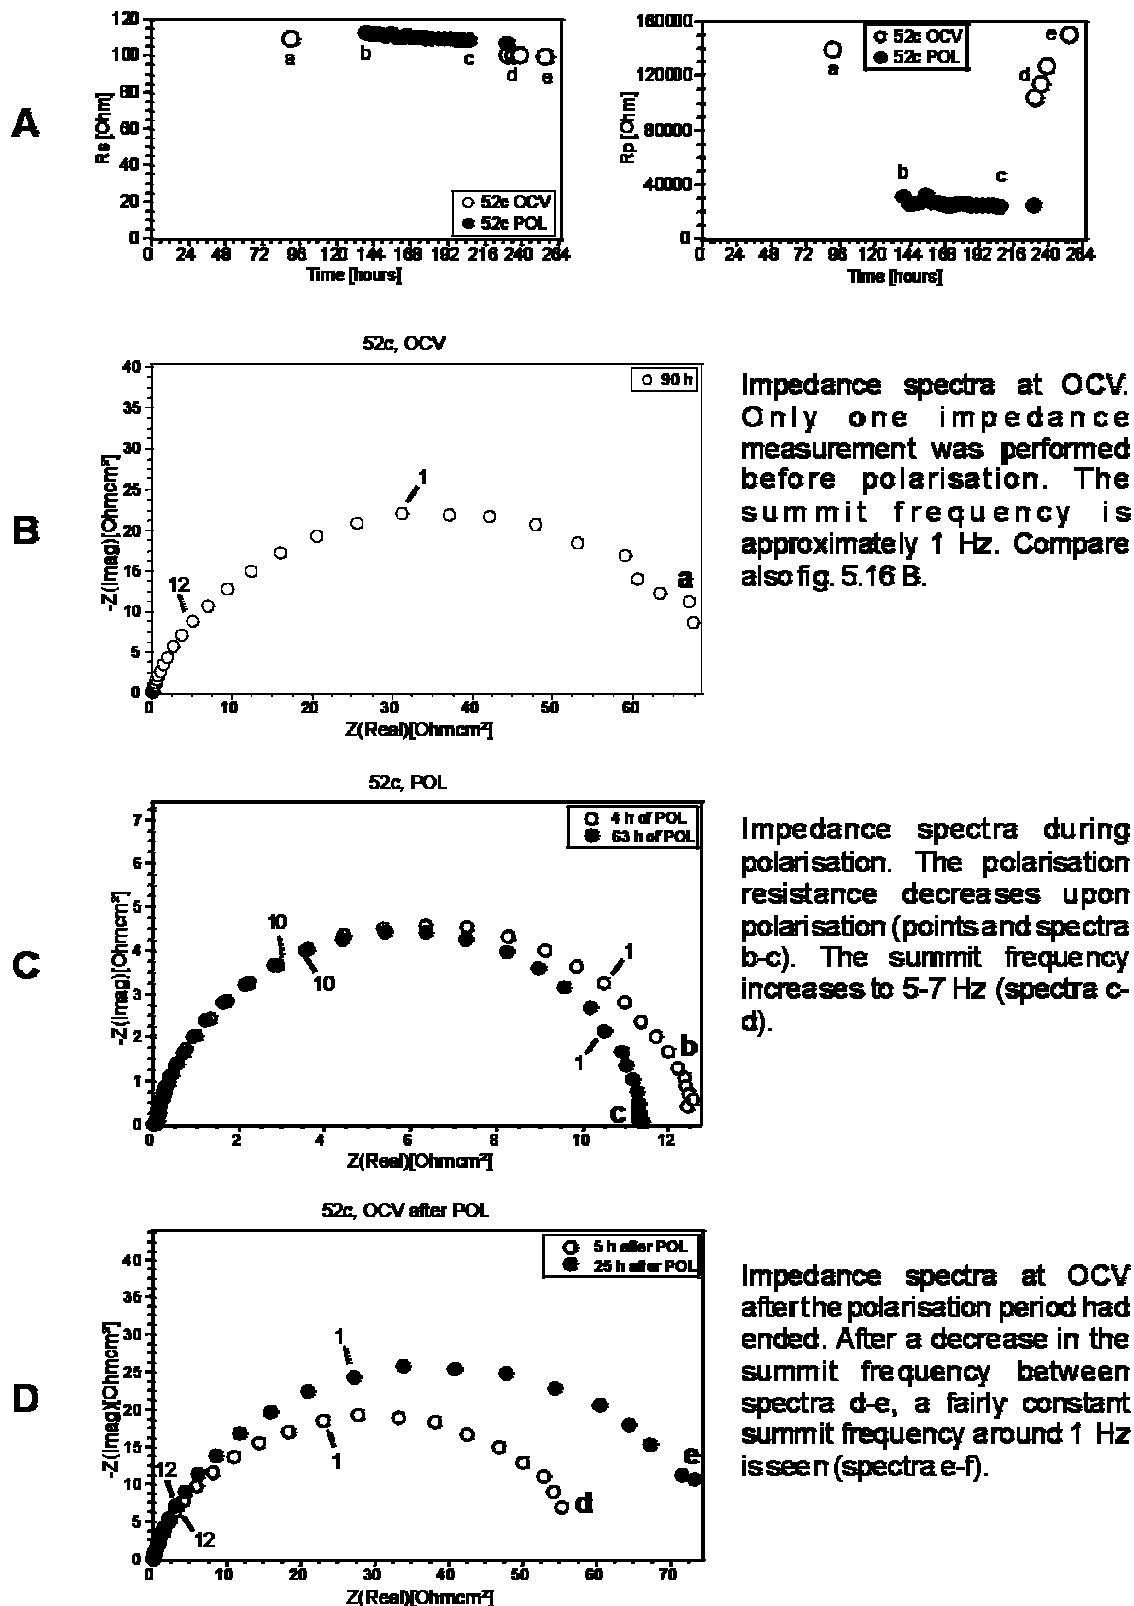 A
120
100
80
60
40
20
0
Rs [Ohm]
a
b
c
d
e
52c OCV
52c POL
0 24 48 72 96 120 144 168 192 216 240 264
Time [hours]
160000
120000
80000
40000
0
Rp [Ohm]
a
b
c
d
e
52c OCV
52c POL
0 24 48 72 96 120 144 168 192 216 240 264
Time [hours]
B
52c, OCV
90 h
40
35
30
25
20
15
10
5
0
-Z(Imag)[Ohmcm²]
1
12
a
0 10 20 30 40 50 60
Z(Real)[Ohmcm²]
Impedance spectra at OCV.
Only one impedance
measurement was performed
before polarisation. The
summit frequency is
approximately 1 Hz. Compare
also fig. 5.16 B.
C
52c, POL
4 h of POL
63 h of POL
7
6
5
4
3
2
1
0
-Z(Imag)[Ohmcm²]
10
10
1
1
b
c
0 2 4 6 8 10 12
Z(Real)[Ohmcm²]
Impedance spectra during
polarisation. The polarisation
resistance decreases upon
polarisation (points and spectra
b-c). The summit frequency
increases to 5-7 Hz (spectra c-
d).
D
52c, OCV after POL
5 h after POL
25 h after POL
40
35
30
25
20
15
10
5
0
-Z(Imag)[Ohmcm²]
1
1
12
12
e
d
0 10 20 30 40 50 60 70
Z(Real)[Ohmcm²]
Impedance spectra at OCV
after the polarisation period had
ended. After a decrease in the
summit frequency between
spectra d-e, a fairly constant
summit frequency around 1 Hz
is seen (spectra e-f).